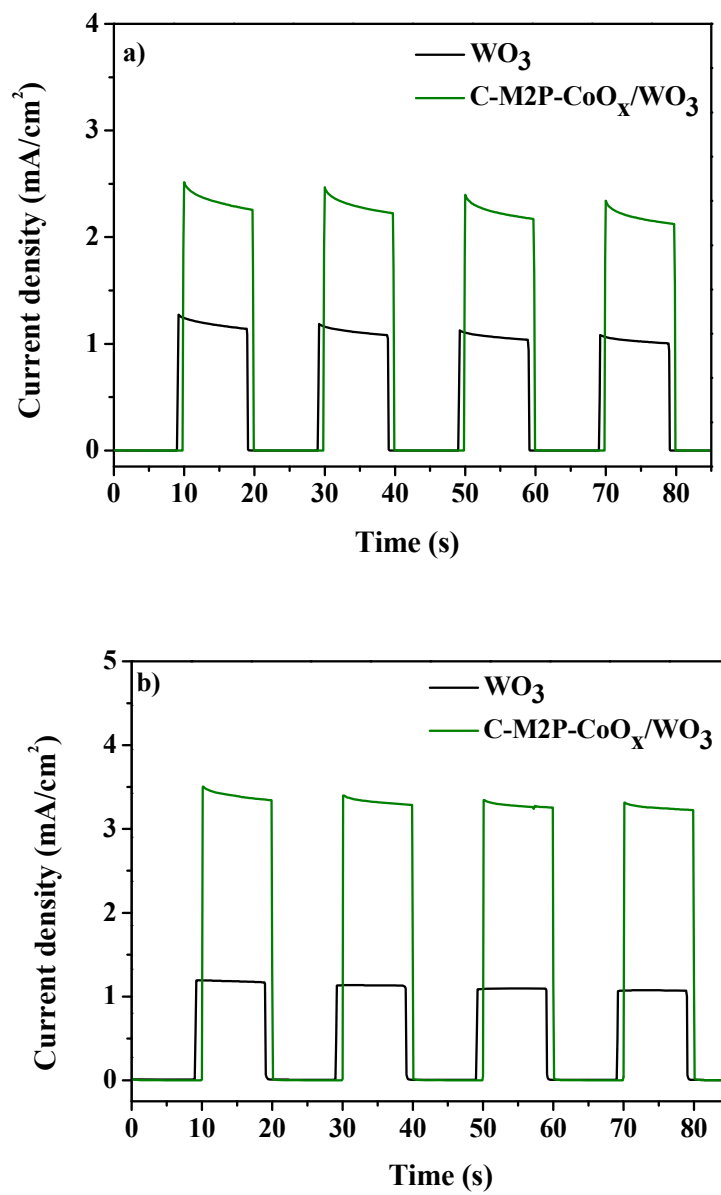 a)
WO3
C-M2P-CoOx/WO3
Current density (mA/cm²)
4
3
2
1
0
0 10 20 30 40 50 60 70 80
Time (s)
b)
WO3
C-M2P-CoOx/WO3
Current density (mA/cm²)
5
4
3
2
1
0
0 10 20 30 40 50 60 70 80
Time (s)